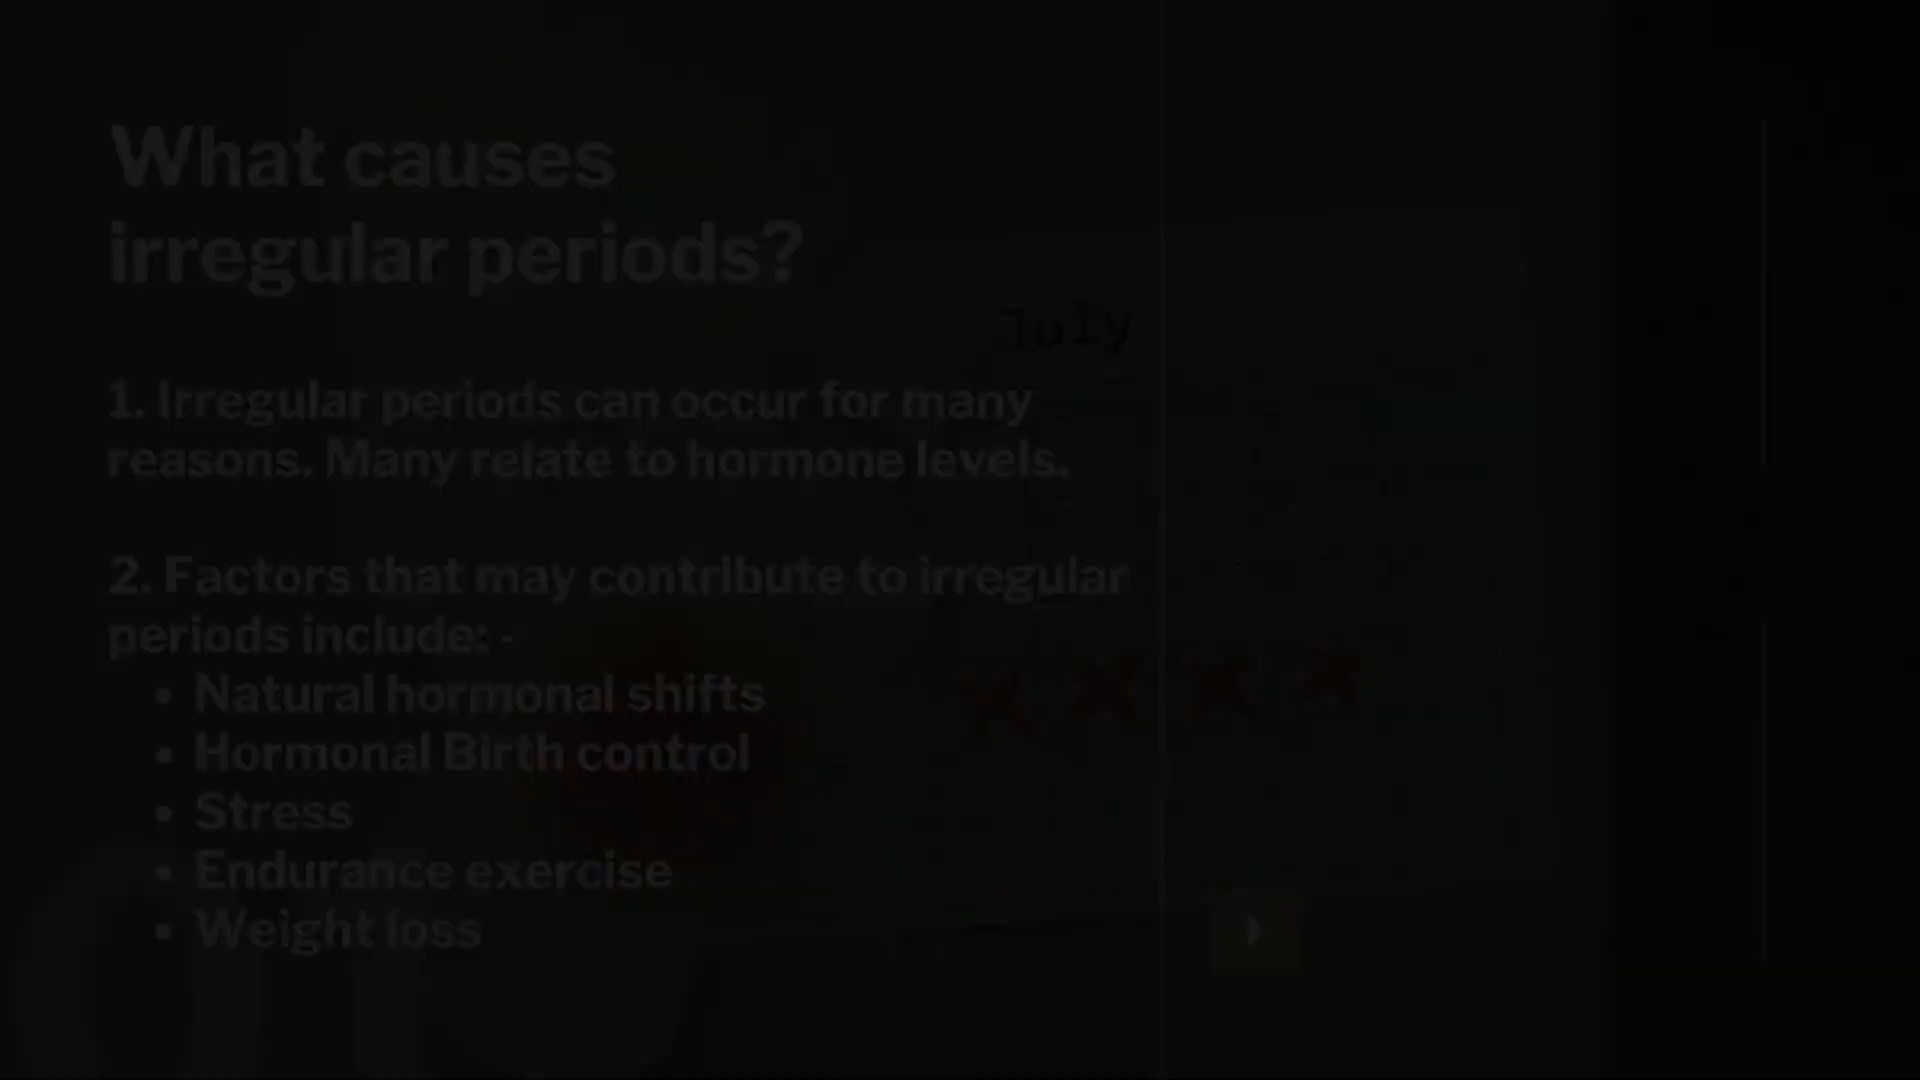 What causes
irregular periods?
July
1. Irregular periods can occur for many
reasons. Many relate to hormone levels.
2. Factors that may contribute to irregular
periods include: -
• Natural hormonal shifts
• Hormonal Birth control
• Stress
• Endurance exercise
• Weight loss